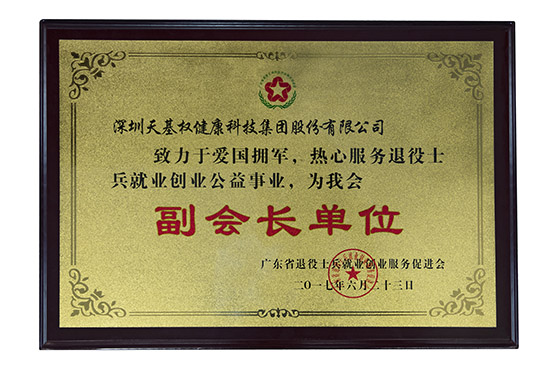 深圳天基权健康科技集团股份有限公司
致力于爱国拥军，热心服务退役士
兵就业创业公益事业，为我会
副会长单位
广东省退役士兵就业创业服务促进会
二〇一七年六月二十三日